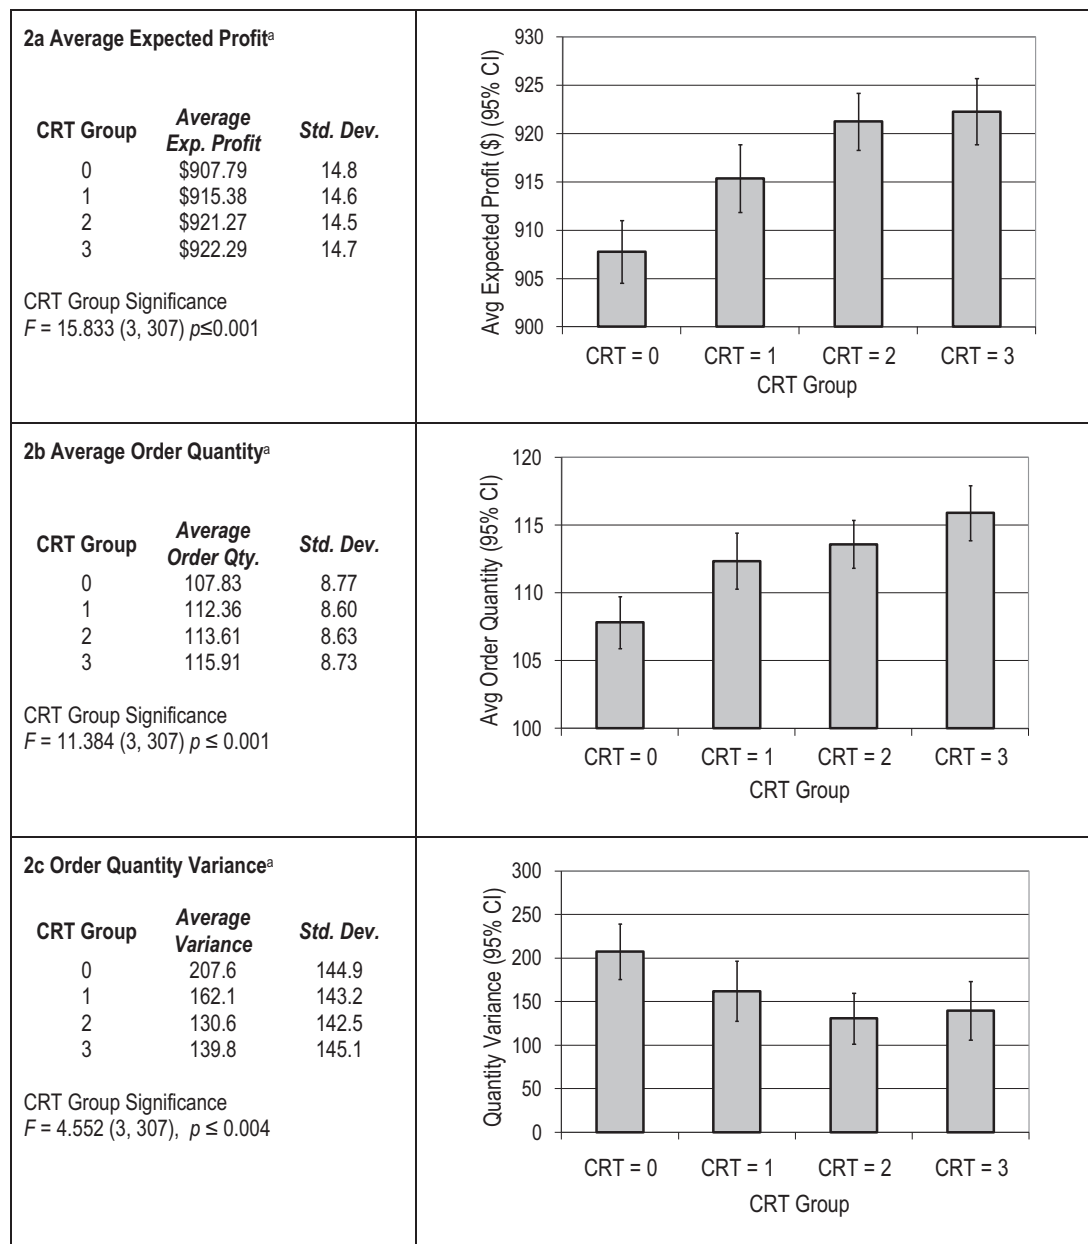 2a Average Expected Profitᵃ
CRT Group Average Exp. Profit Std. Dev.
0 $907.79 14.8
1 $915.38 14.6
2 $921.27 14.5
3 $922.29 14.7
CRT Group Significance
F = 15.833 (3, 307) p≤0.001
Avg Expected Profit ($) (95% CI)
930
925
920
915
910
905
900
CRT = 0 CRT = 1 CRT = 2 CRT = 3
CRT Group
2b Average Order Quantityᵃ
CRT Group Average Order Qty. Std. Dev.
0 107.83 8.77
1 112.36 8.60
2 113.61 8.63
3 115.91 8.73
CRT Group Significance
F = 11.384 (3, 307) p ≤ 0.001
Avg Order Quantity (95% CI)
120
115
110
105
100
CRT = 0 CRT = 1 CRT = 2 CRT = 3
CRT Group
2c Order Quantity Varianceᵃ
CRT Group Average Variance Std. Dev.
0 207.6 144.9
1 162.1 143.2
2 130.6 142.5
3 139.8 145.1
CRT Group Significance
F = 4.552 (3, 307), p ≤ 0.004
Quantity Variance (95% CI)
300
250
200
150
100
50
0
CRT = 0 CRT = 1 CRT = 2 CRT = 3
CRT Group